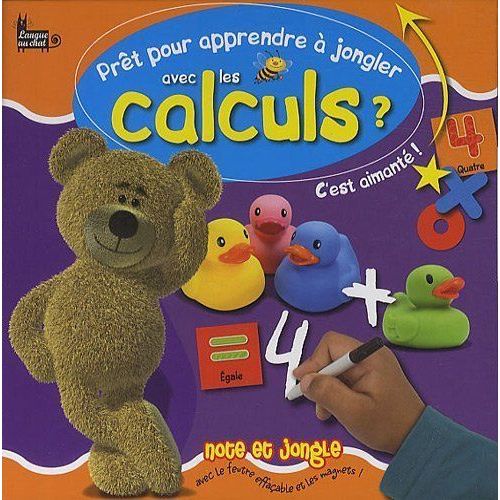 Langue
au chat
Prêt pour apprendre à jongler
avec les
calculs ?
C'est aimanté !
4
Quatre
+
=
Égale
4
note et jongle
avec le feutre effaçable et les magnets !